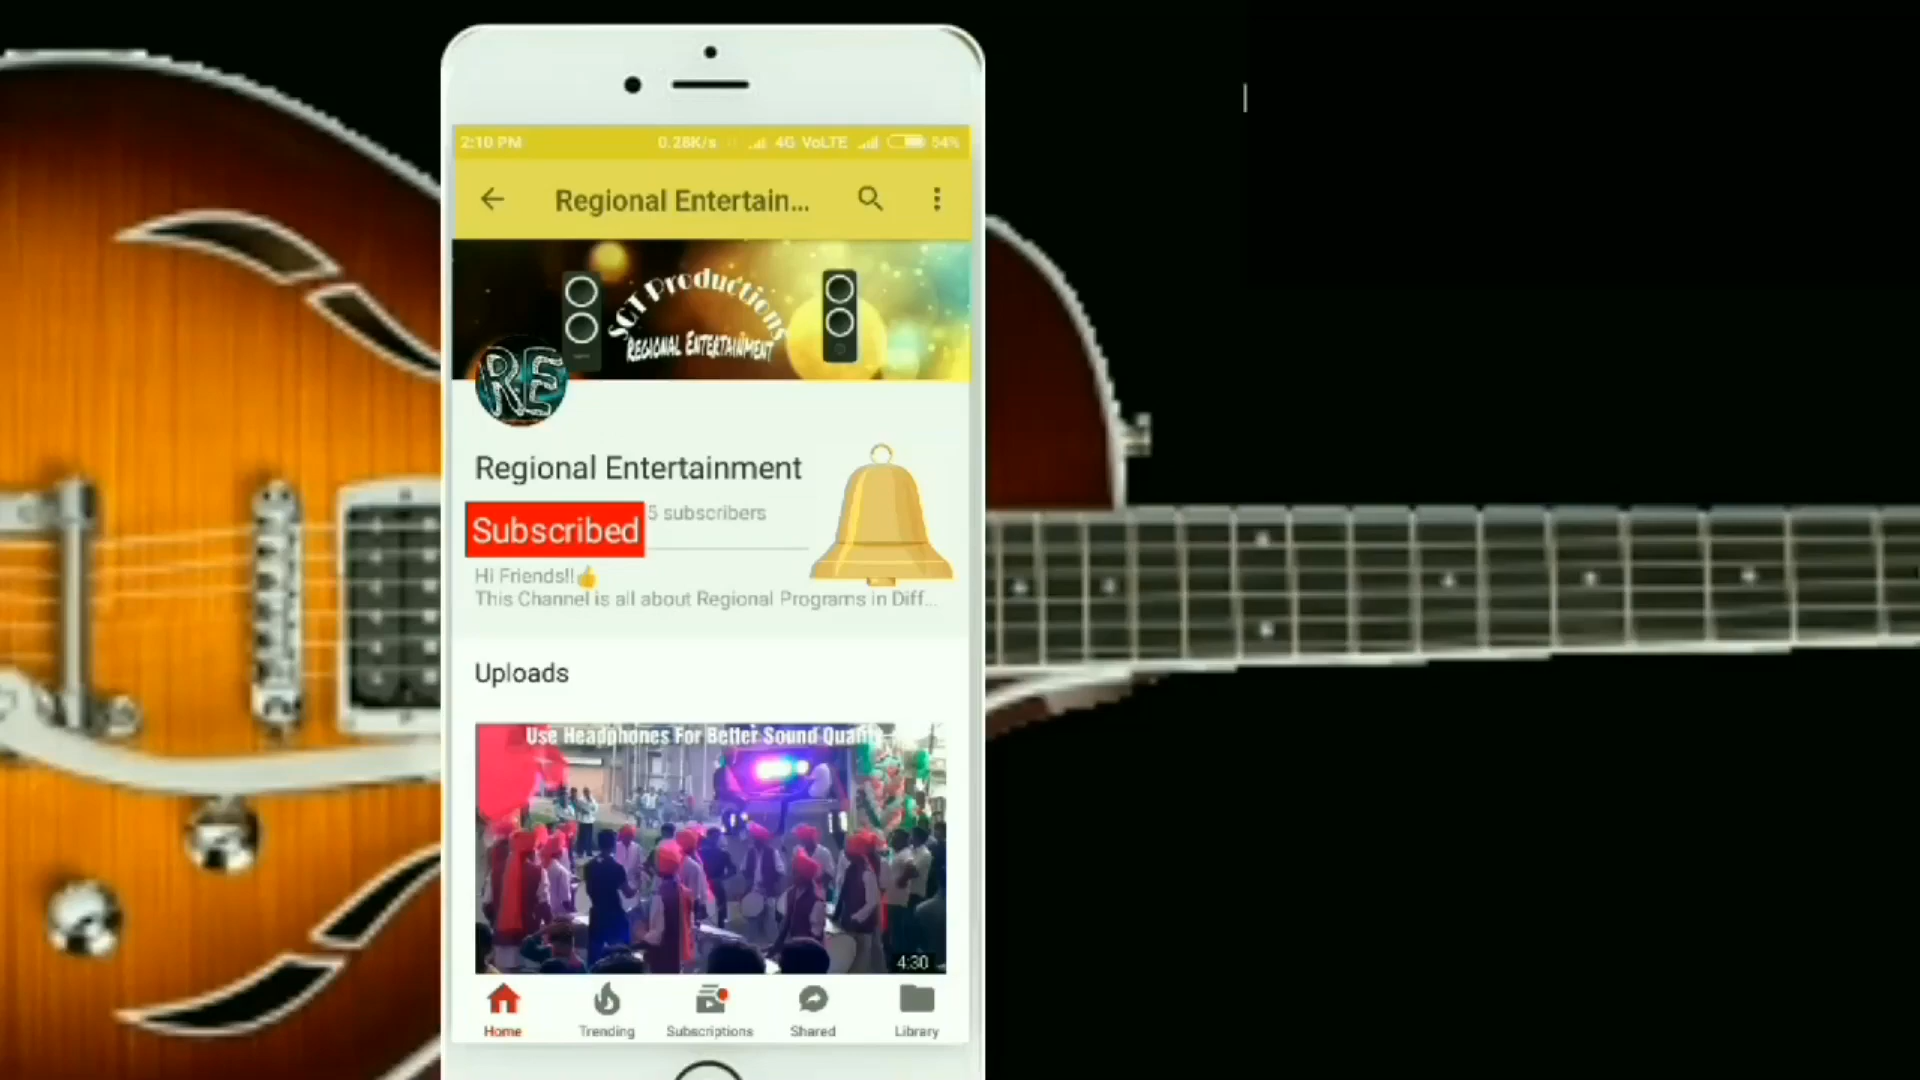 2:10 PM 0.28K/s 4G VoLTE 54%
Regional Entertain...
SGT Productions
REGIONAL ENTERTAINMENT
RE
Regional Entertainment
Subscribed 5 subscribers
Hi Friends!!👍
This Channel is all about Regional Programs in Diff...
Uploads
Use Headphones For Better Sound Quality
4:30
Home Trending Subscriptions Shared Library